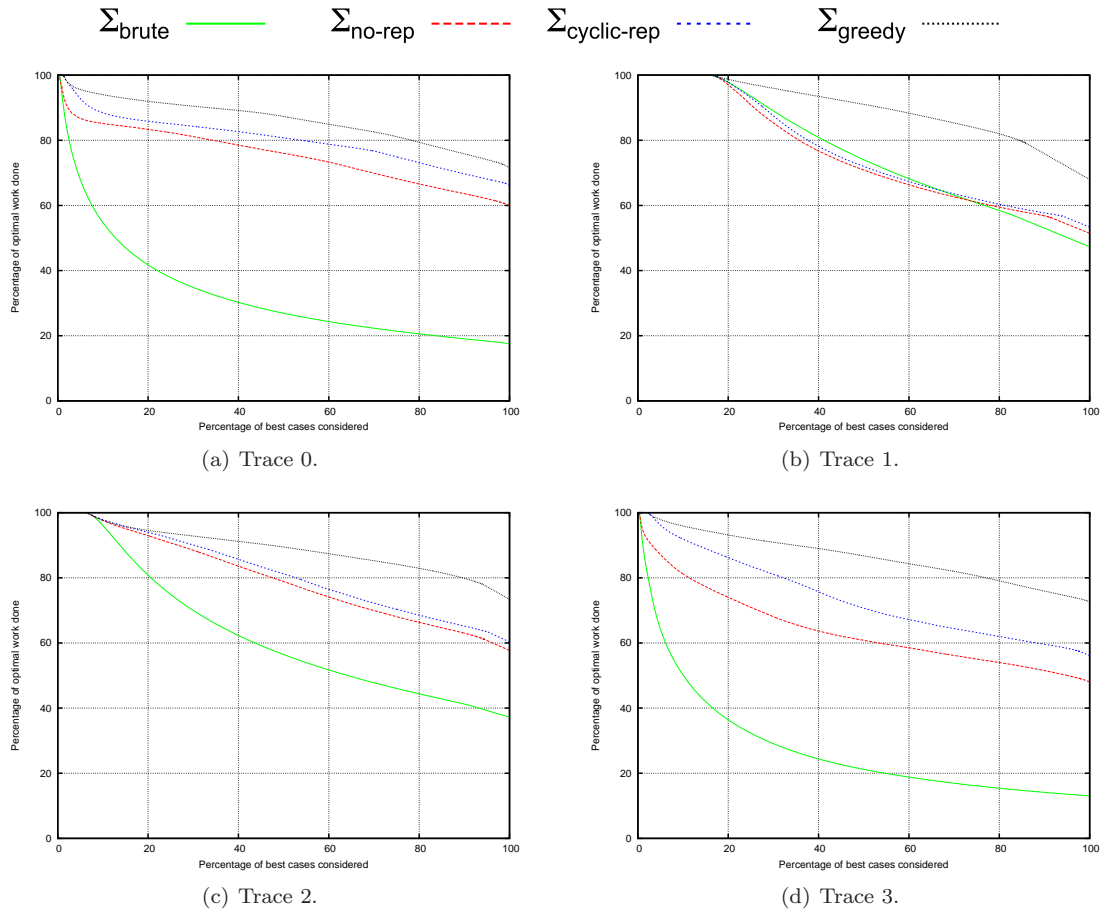 Σbrute Σno-rep Σcyclic-rep Σgreedy
100
80
60
40
20
0
Percentage of optimal work done
0 20 40 60 80 100
Percentage of best cases considered
(a) Trace 0.
100
80
60
40
20
0
Percentage of optimal work done
0 20 40 60 80 100
Percentage of best cases considered
(b) Trace 1.
100
80
60
40
20
0
Percentage of optimal work done
0 20 40 60 80 100
Percentage of best cases considered
(c) Trace 2.
100
80
60
40
20
0
Percentage of optimal work done
0 20 40 60 80 100
Percentage of best cases considered
(d) Trace 3.